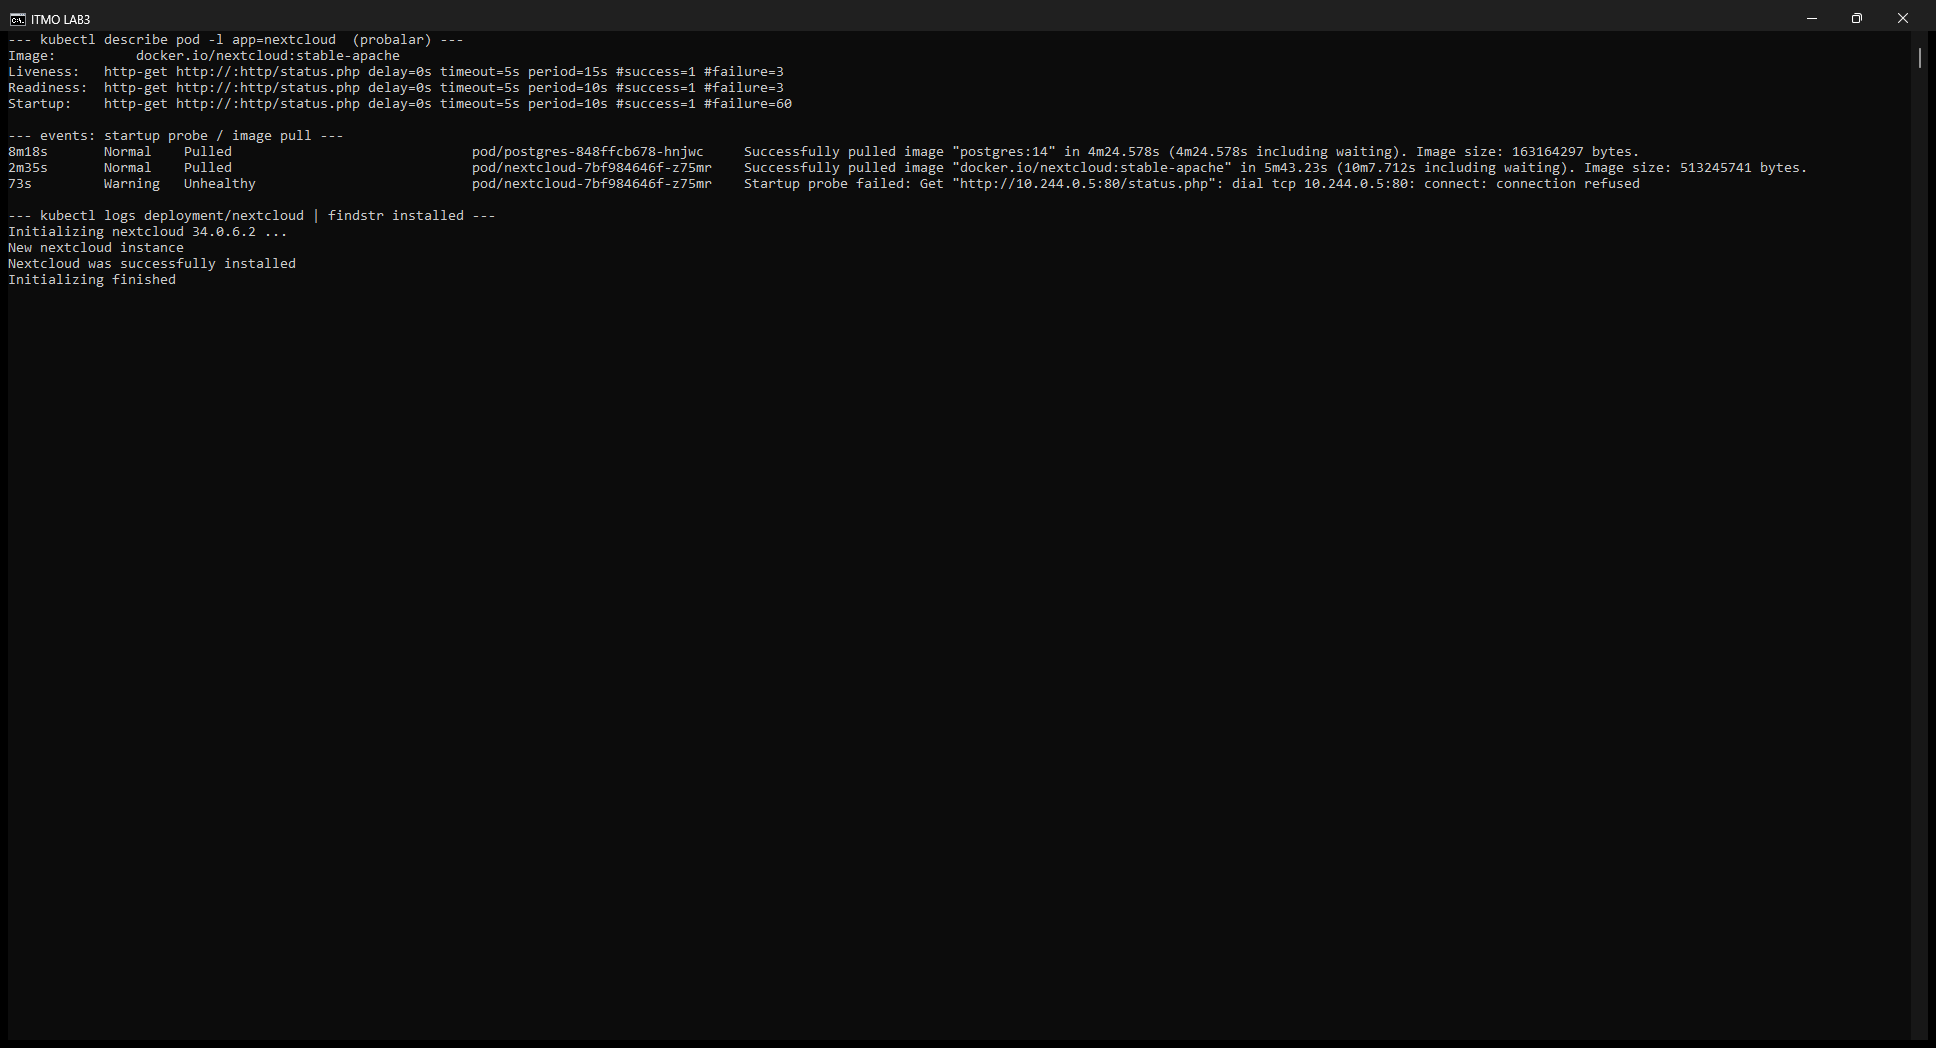 ITMO LAB3
--- kubectl describe pod -l app=nextcloud  (probalar) ---
Image:          docker.io/nextcloud:stable-apache
Liveness:   http-get http://:http/status.php delay=0s timeout=5s period=15s #success=1 #failure=3
Readiness:  http-get http://:http/status.php delay=0s timeout=5s period=10s #success=1 #failure=3
Startup:    http-get http://:http/status.php delay=0s timeout=5s period=10s #success=1 #failure=60
--- events: startup probe / image pull ---
8m18s       Normal    Pulled                              pod/postgres-848ffcb678-hnjwc     Successfully pulled image "postgres:14" in 4m24.578s (4m24.578s including waiting). Image size: 163164297 bytes.
2m35s       Normal    Pulled                              pod/nextcloud-7bf984646f-z75mr    Successfully pulled image "docker.io/nextcloud:stable-apache" in 5m43.23s (10m7.712s including waiting). Image size: 513245741 bytes.
73s         Warning   Unhealthy                           pod/nextcloud-7bf984646f-z75mr    Startup probe failed: Get "http://10.244.0.5:80/status.php": dial tcp 10.244.0.5:80: connect: connection refused
--- kubectl logs deployment/nextcloud | findstr installed ---
Initializing nextcloud 34.0.6.2 ...
New nextcloud instance
Nextcloud was successfully installed
Initializing finished